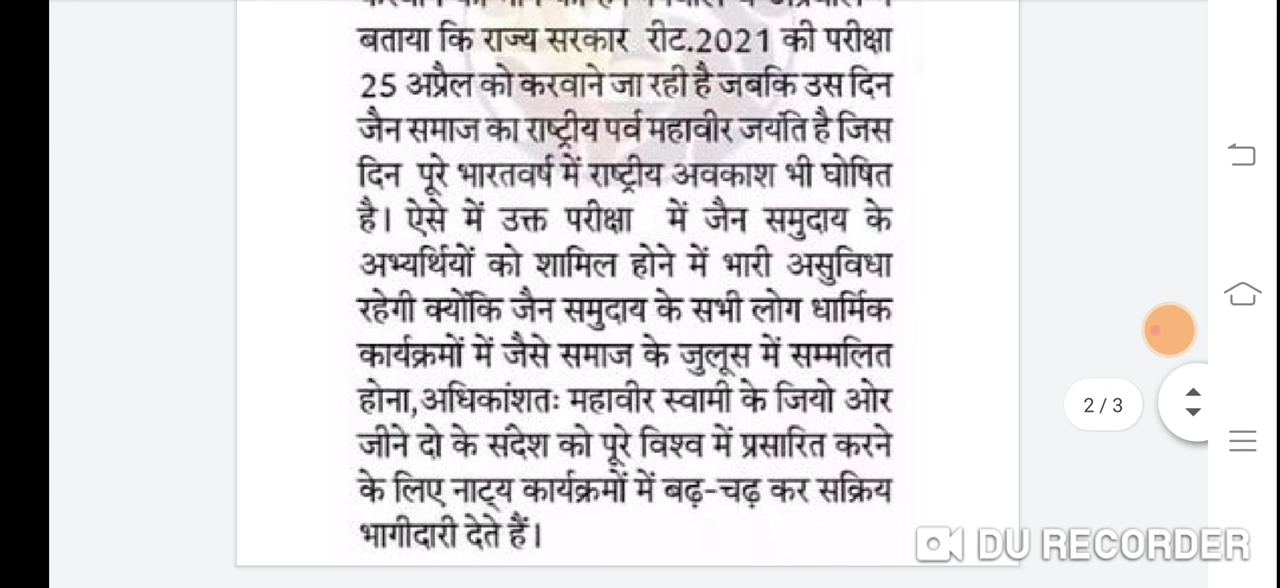 बताया कि राज्य सरकार रीट.2021 की परीक्षा
25 अप्रैल को करवाने जा रही है जबकि उस दिन
जैन समाज का राष्ट्रीय पर्व महावीर जयंति है जिस
दिन पूरे भारतवर्ष में राष्ट्रीय अवकाश भी घोषित
है। ऐसे में उक्त परीक्षा में जैन समुदाय के
अभ्यर्थियों को शामिल होने में भारी असुविधा
रहेगी क्योंकि जैन समुदाय के सभी लोग धार्मिक
कार्यक्रमों में जैसे समाज के जुलूस में सम्मलित
होना,अधिकांशतः महावीर स्वामी के जियो ओर
जीने दो के संदेश को पूरे विश्व में प्रसारित करने
के लिए नाट्य कार्यक्रमों में बढ़-चढ़ कर सक्रिय
भागीदारी देते हैं।
2 / 3
DU RECORDER